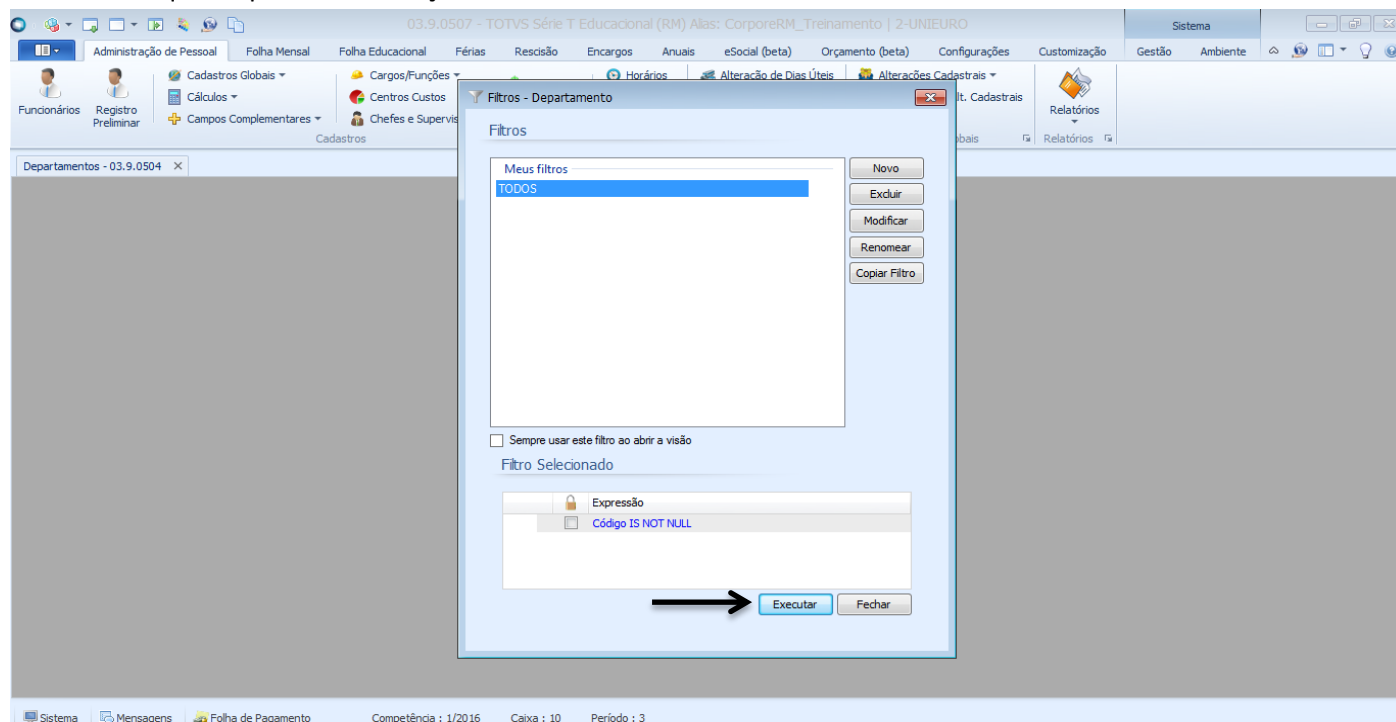 03.9.0507 - TOTVS Série T Educacional (RM) Alias: CorporeRM_Treinamento | 2-UNIEURO
Sistema
Administração de Pessoal Folha Mensal Folha Educacional Férias Rescisão Encargos Anuais eSocial (beta) Orçamento (beta) Configurações Customização Gestão Ambiente
Funcionários
Registro
Preliminar
Cadastros Globais
Cálculos
Campos Complementares
Cargos/Funções
Centros Custos
Chefes e Supervis
Horários
Alteração de Dias Úteis
Alterações Cadastrais
lt. Cadastrais
Relatórios
Cadastros
obais
Relatórios
Departamentos - 03.9.0504
Filtros - Departamento
Filtros
Meus filtros
TODOS
Novo
Excluir
Modificar
Renomear
Copiar Filtro
Sempre usar este filtro ao abrir a visão
Filtro Selecionado
Expressão
Código IS NOT NULL
Executar Fechar
Sistema Mensagens Folha de Pagamento Competência : 1/2016 Caixa : 10 Período : 3